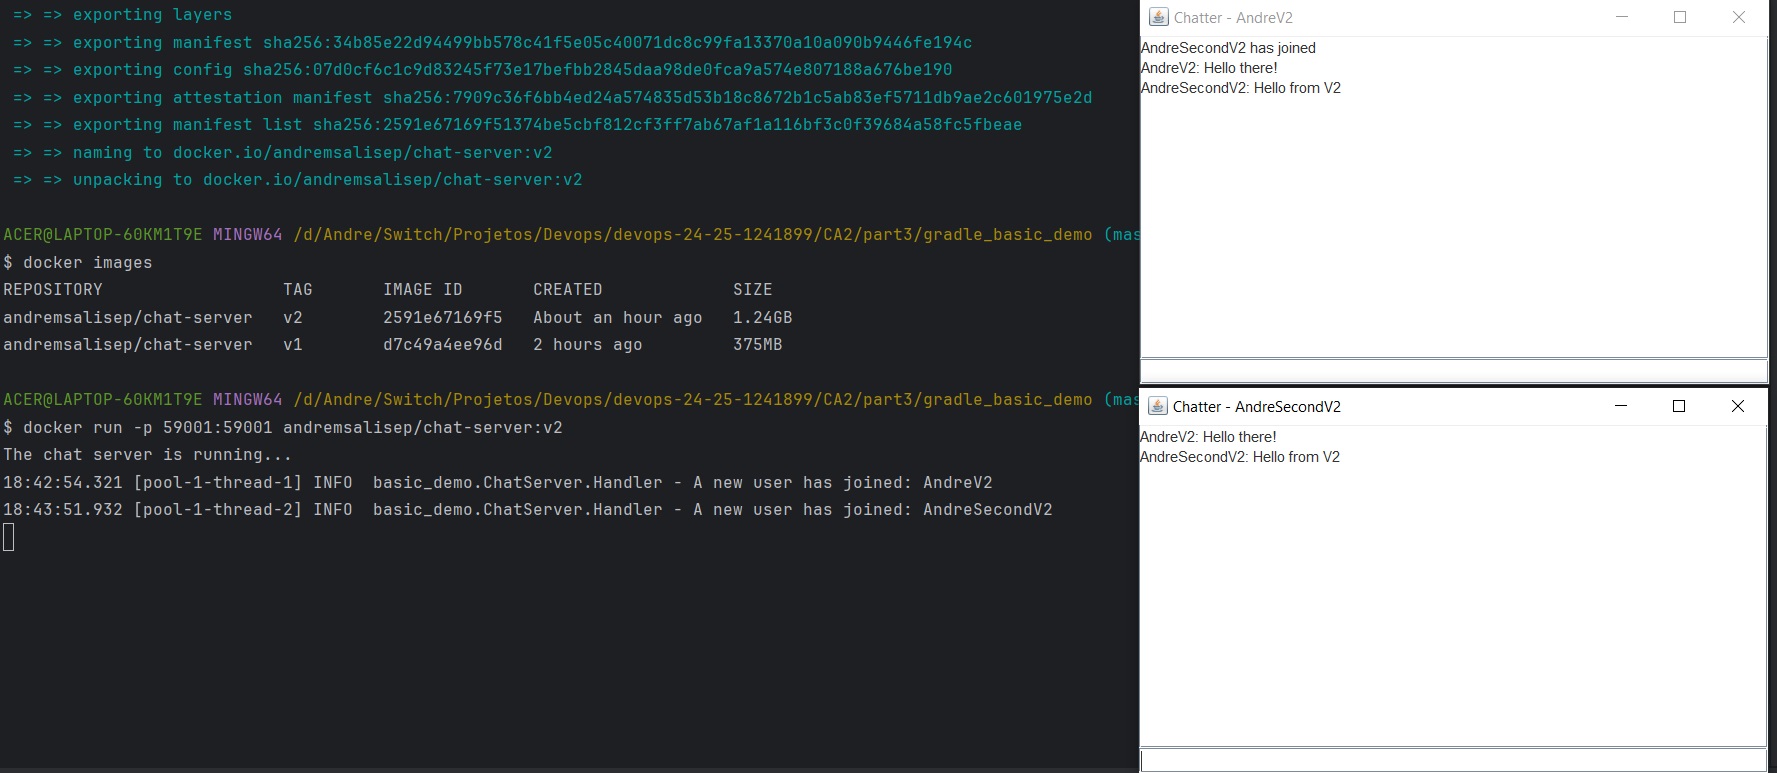 => => exporting layers
=> => exporting manifest sha256:34b85e22d94499bb578c41f5e05c40071dc8c99fa13370a10a090b9446fe194c
=> => exporting config sha256:07d0cf6c1c9d83245f73e17befbb2845daa98de0fca9a574e807188a676be190
=> => exporting attestation manifest sha256:7909c36f6bb4ed24a574835d53b18c8672b1c5ab83ef5711db9ae2c601975e2d
=> => exporting manifest list sha256:2591e67169f51374be5cbf812cf3ff7ab67af1a116bf3c0f39684a58fc5fbeae
=> => naming to docker.io/andremsalisep/chat-server:v2
=> => unpacking to docker.io/andremsalisep/chat-server:v2
ACER@LAPTOP-60KM1T9E MINGW64 /d/Andre/Switch/Projetos/Devops/devops-24-25-1241899/CA2/part3/gradle_basic_demo (mas
$ docker images
REPOSITORY TAG IMAGE ID CREATED SIZE
andremsalisep/chat-server v2 2591e67169f5 About an hour ago 1.24GB
andremsalisep/chat-server v1 d7c49a4ee96d 2 hours ago 375MB
ACER@LAPTOP-60KM1T9E MINGW64 /d/Andre/Switch/Projetos/Devops/devops-24-25-1241899/CA2/part3/gradle_basic_demo (mas
$ docker run -p 59001:59001 andremsalisep/chat-server:v2
The chat server is running...
18:42:54.321 [pool-1-thread-1] INFO basic_demo.ChatServer.Handler - A new user has joined: AndreV2
18:43:51.932 [pool-1-thread-2] INFO basic_demo.ChatServer.Handler - A new user has joined: AndreSecondV2
Chatter - AndreV2
AndreSecondV2 has joined
AndreV2: Hello there!
AndreSecondV2: Hello from V2
Chatter - AndreSecondV2
AndreV2: Hello there!
AndreSecondV2: Hello from V2